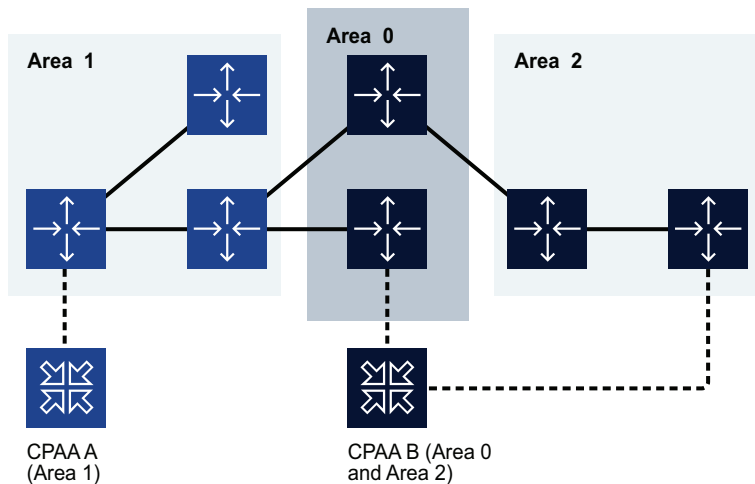 Area 1
Area 0
Area 2
CPAA A
(Area 1)
CPAA B (Area 0
and Area 2)